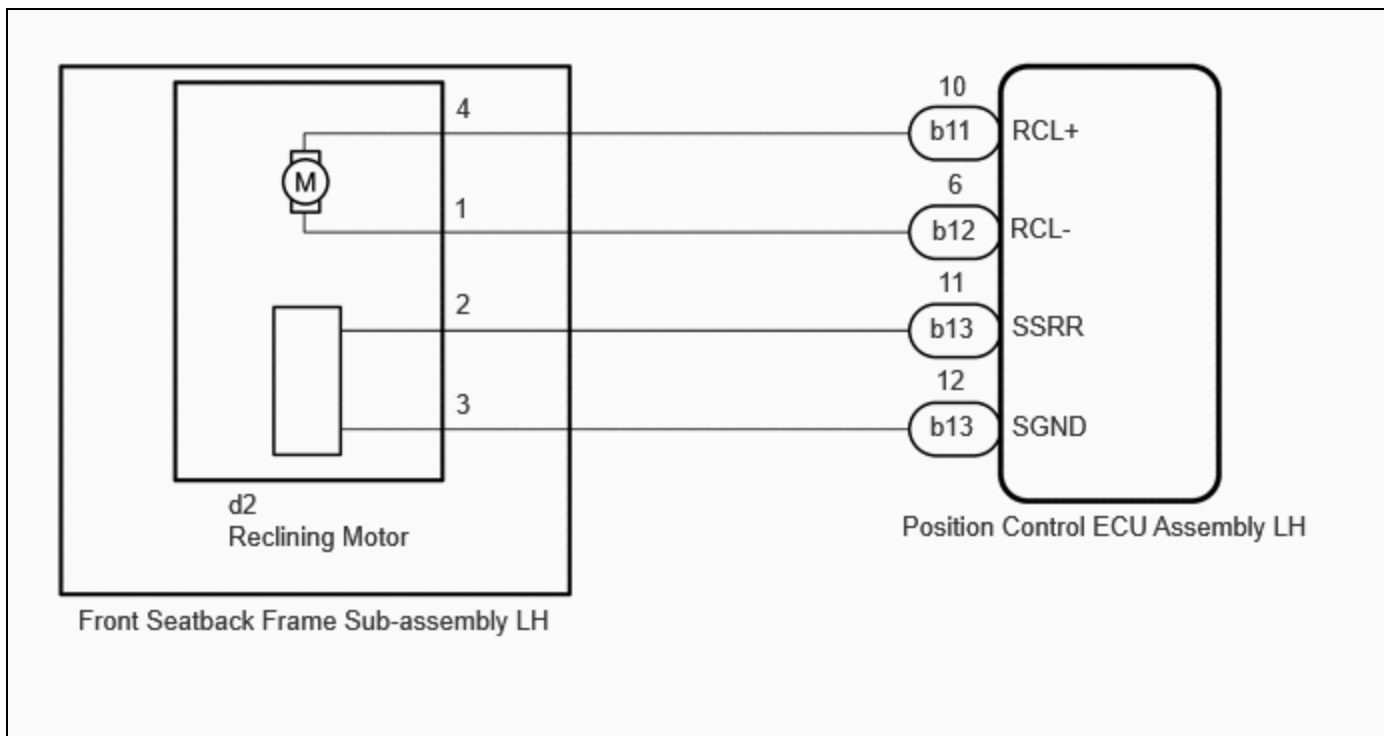 10
4
b11 RCL+
M
6
1
b12 RCL-
11
2
b13 SSRR
12
3
b13 SGND
d2
Reclining Motor
Position Control ECU Assembly LH
Front Seatback Frame Sub-assembly LH